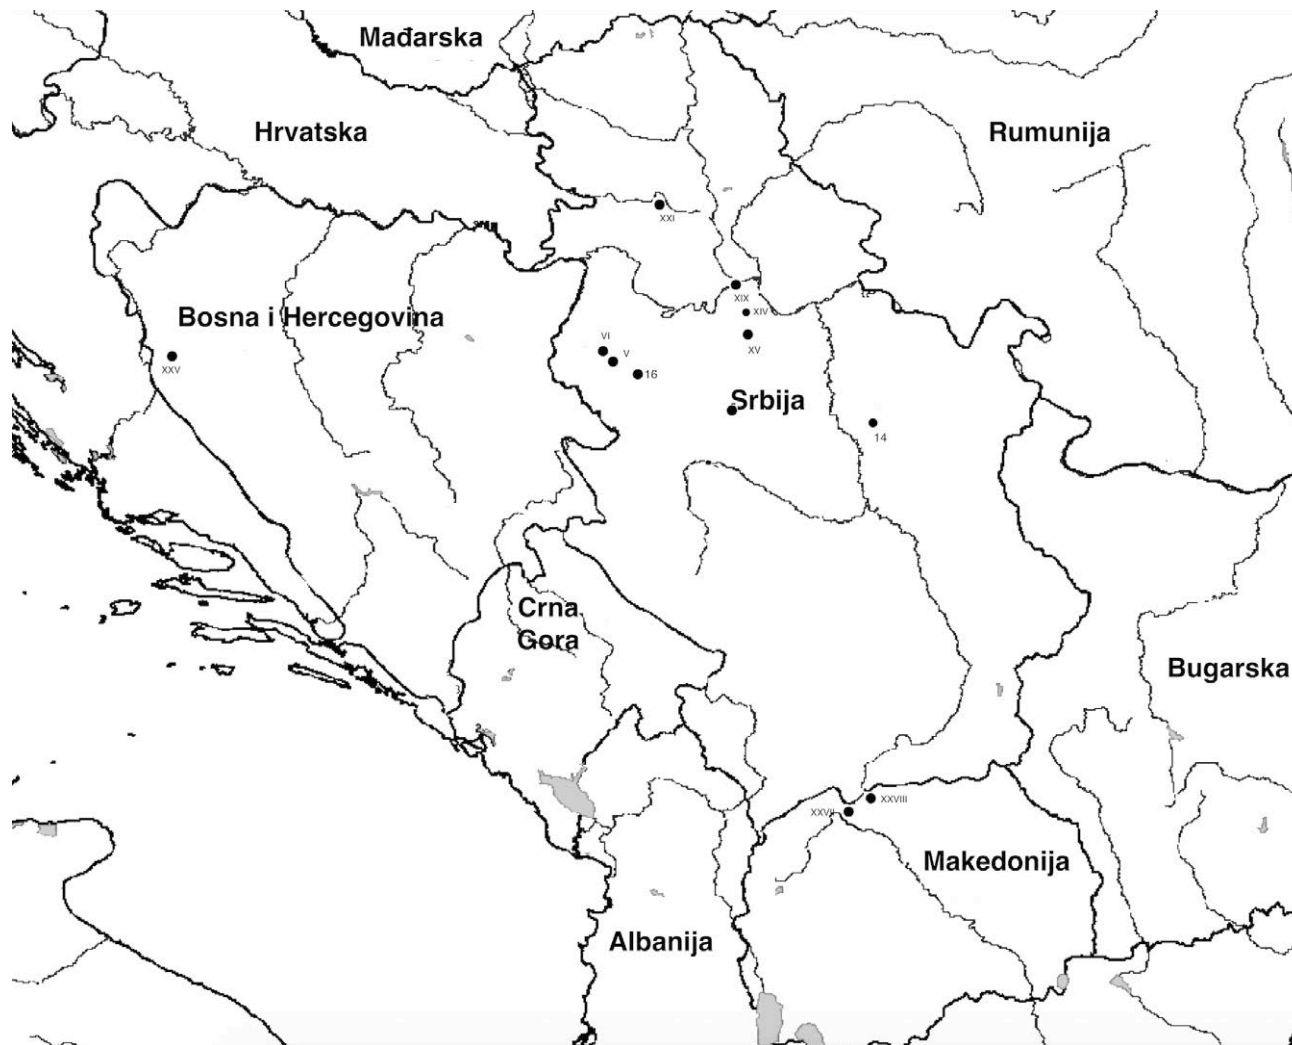 Mađarska
Hrvatska
Rumunija
XXI
XIX
XIV
XV
Bosna i Hercegovina
VI
V
16
XXV
Srbija
14
Crna
Gora
Bugarska
XXVIII
XXVII
Makedonija
Albanija